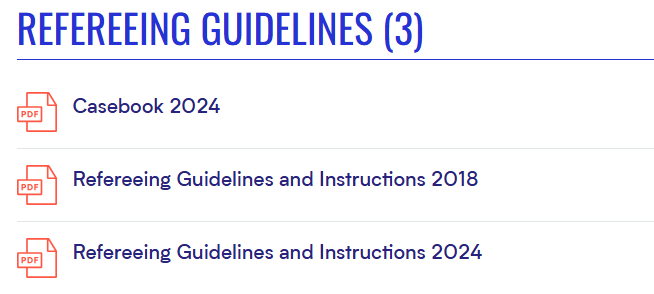 REFEREEING GUIDELINES (3)
PDF Casebook 2024
PDF Refereeing Guidelines and Instructions 2018
PDF Refereeing Guidelines and Instructions 2024